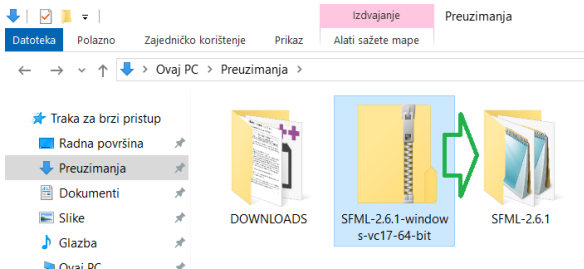 Izdvajanje
Preuzimanja
Datoteka
Polazno
Zajedničko korištenje
Prikaz
Alati sažete mape
Ovaj PC
Preuzimanja
Traka za brzi pristup
Radna površina
Preuzimanja
Dokumenti
Slike
Glazba
Ovaj PC
DOWNLOADS
SFML-2.6.1-window
s-vc17-64-bit
SFML-2.6.1